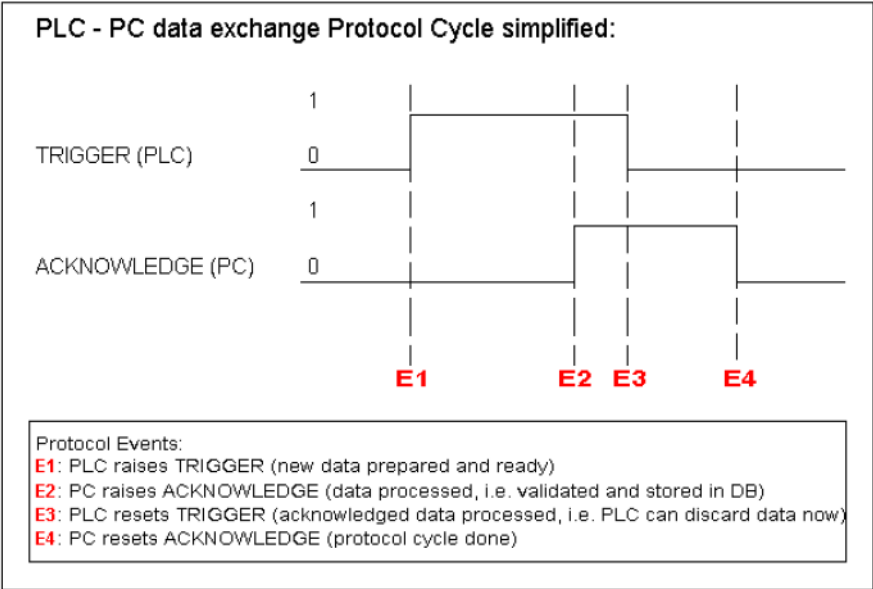 PLC - PC data exchange Protocol Cycle simplified:
1
TRIGGER (PLC)
0
1
ACKNOWLEDGE (PC)
0
E1
E2
E3
E4
Protocol Events:
E1: PLC raises TRIGGER (new data prepared and ready)
E2: PC raises ACKNOWLEDGE (data processed, i.e. validated and stored in DB)
E3: PLC resets TRIGGER (acknowledged data processed, i.e. PLC can discard data now)
E4: PC resets ACKNOWLEDGE (protocol cycle done)